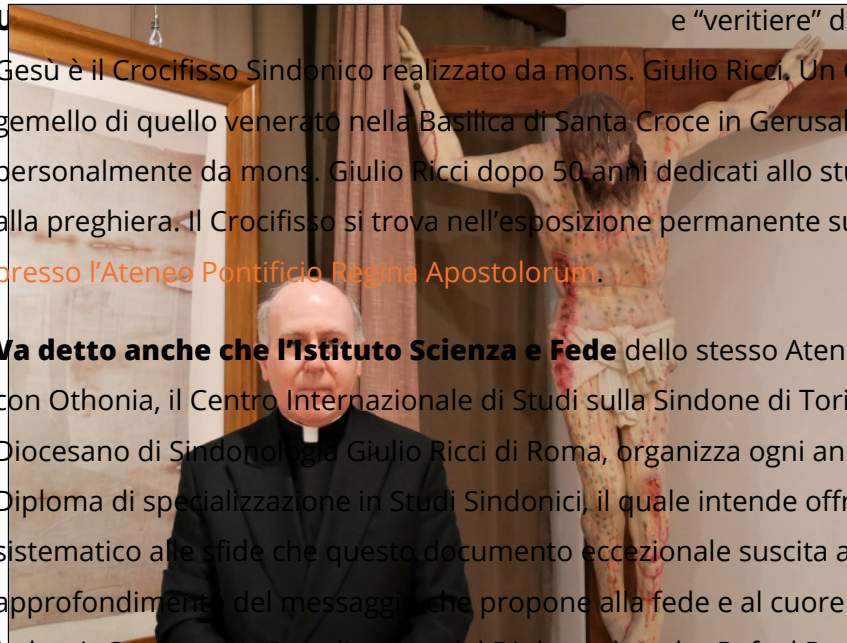 e “veritiere” d
Gesù è il Crocifisso Sindonico realizzato da mons. Giulio Ricci. Un
gemello di quello venerato nella Basilica di Santa Croce in Gerusal
personalmente da mons. Giulio Ricci dopo 50 anni dedicati allo stu
alla preghiera. Il Crocifisso si trova nell’esposizione permanente su
presso l’Ateneo Pontificio Regina Apostolorum.
Va detto anche che l’Istituto Scienza e Fede dello stesso Aten
con Othonia, il Centro Internazionale di Studi sulla Sindone di Tori
Diocesano di Sindonologia Giulio Ricci di Roma, organizza ogni an
Diploma di specializzazione in Studi Sindonici, il quale intende offr
sistematico alle sfide che questo documento eccezionale suscita a
approfondimento del messaggio che propone alla fede e al cuore